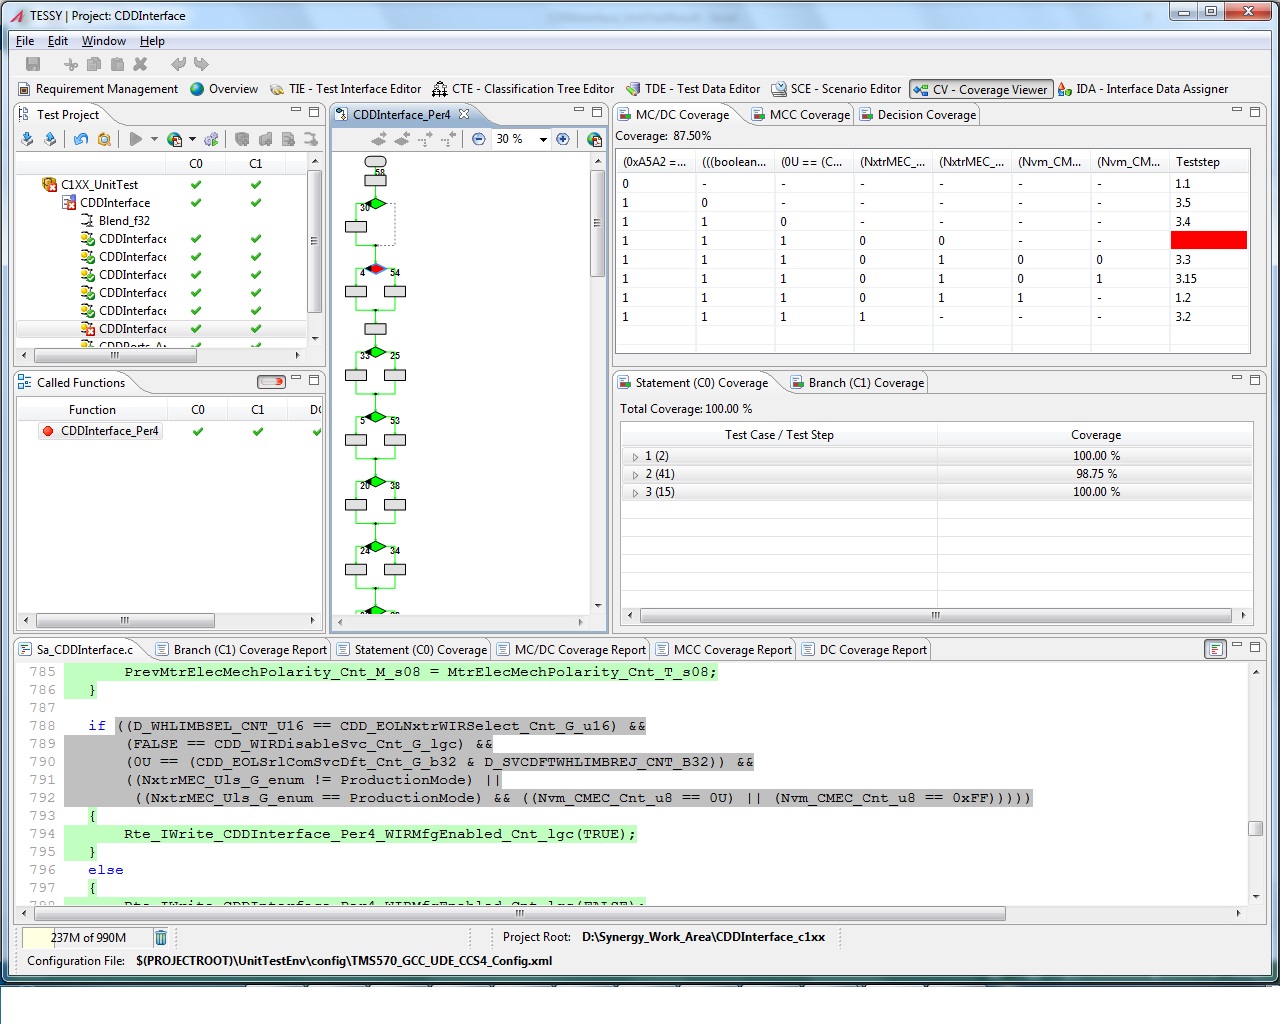 TESSY | Project: CDDInterface
File Edit Window Help
Requirement Management Overview TIE - Test Interface Editor CTE - Classification Tree Editor TDE - Test Data Editor SCE - Scenario Editor CV - Coverage Viewer IDA - Interface Data Assigner
Test Project
C0 C1
C1XX_UnitTest
CDDInterface
Blend_f32
CDDInterface
CDDInterface
CDDInterface
CDDInterface
CDDInterface
CDDInterface
Called Functions
Function C0 C1 DC
CDDInterface_Per4
CDDInterface_Per4
30 %
58
30
4 54
33 25
5 53
20 38
24 34
MC/DC Coverage MCC Coverage Decision Coverage
Coverage: 87.50%
(0xA5A2 =... (((boolean... (0U == (C... (NxtrMEC_... (NxtrMEC_... (Nvm_CM... (Nvm_CM... Teststep
0 - - - - - - 1.1
1 0 - - - - - 3.5
1 1 0 - - - - 3.4
1 1 1 0 0 - -
1 1 1 0 1 0 0 3.3
1 1 1 0 1 0 1 3.15
1 1 1 0 1 1 - 1.2
1 1 1 1 - - - 3.2
Statement (C0) Coverage Branch (C1) Coverage
Total Coverage: 100.00 %
Test Case / Test Step Coverage
1 (2) 100.00 %
2 (41) 98.75 %
3 (15) 100.00 %
Sa_CDDInterface.c Branch (C1) Coverage Report Statement (C0) Coverage MC/DC Coverage Report MCC Coverage Report DC Coverage Report
785 PrevMtrElecMechPolarity_Cnt_M_s08 = MtrElecMechPolarity_Cnt_T_s08;
786 }
787
788 if ((D_WHLIMBSEL_CNT_U16 == CDD_EOLNxtrWIRSelect_Cnt_G_u16) &&
789 (FALSE == CDD_WIRDisableSvc_Cnt_G_lgc) &&
790 (0U == (CDD_EOLSrlComSvcDft_Cnt_G_b32 & D_SVCDFTWHLIMBREJ_CNT_B32)) &&
791 ((NxtrMEC_Uls_G_enum != ProductionMode) ||
792 ((NxtrMEC_Uls_G_enum == ProductionMode) && ((Nvm_CMEC_Cnt_u8 == 0U) || (Nvm_CMEC_Cnt_u8 == 0xFF)))))
793 {
794 Rte_IWrite_CDDInterface_Per4_WIRMfgEnabled_Cnt_lgc(TRUE);
795 }
796 else
797 {
798 Rte_IWrite_CDDInterface_Per4_WIRMfgEnabled_Cnt_lgc(FALSE);
237M of 990M Project Root: D:\Synergy_Work_Area\CDDInterface_c1xx
Configuration File: $(PROJECTROOT)\UnitTestEnv\config\TMS570_GCC_UDE_CCS4_Config.xml